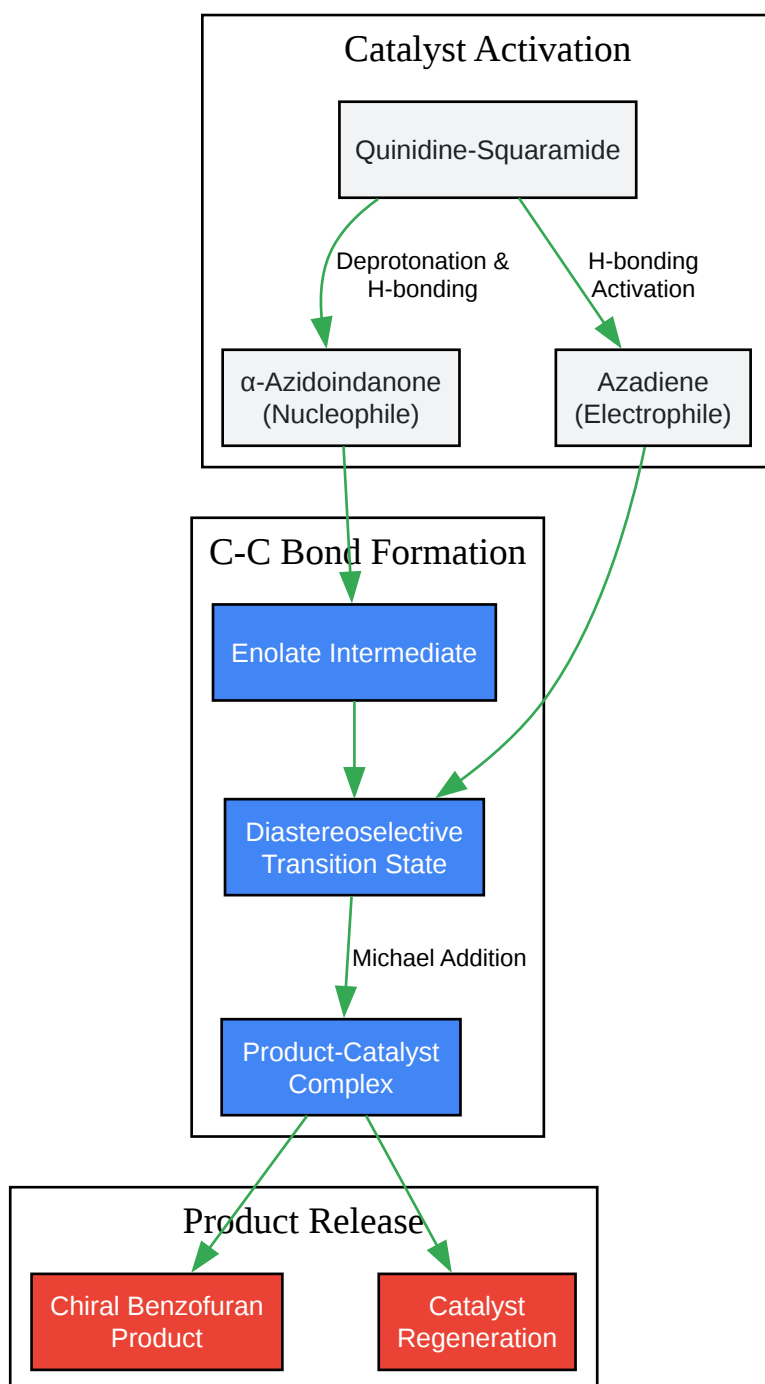 Catalyst Activation
Quinidine-Squaramide
Deprotonation &
H-bonding
H-bonding
Activation
α-Azidoindanone
(Nucleophile)
Azadiene
(Electrophile)
C-C Bond Formation
Enolate Intermediate
Diastereoselective
Transition State
Michael Addition
Product-Catalyst
Complex
Product Release
Chiral Benzofuran
Product
Catalyst
Regeneration